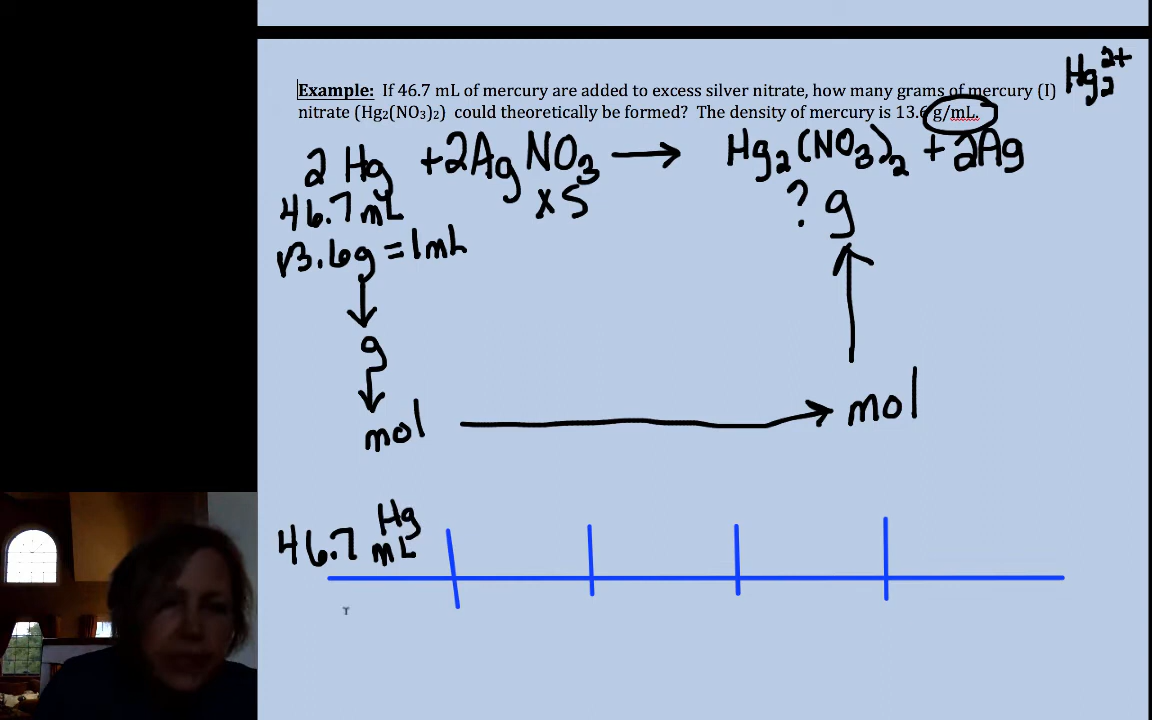 Example: If 46.7 mL of mercury are added to excess silver nitrate, how many grams of mercury (I)
nitrate (Hg₂(NO₃)₂) could theoretically be formed? The density of mercury is 13.6 g/mL.
Hg₂²⁺
2 Hg + 2AgNO₃ → Hg₂(NO₃)₂ + 2Ag
46.7 mL xS ? g
13.6g = 1mL
g
mol → mol
46.7 mL Hg